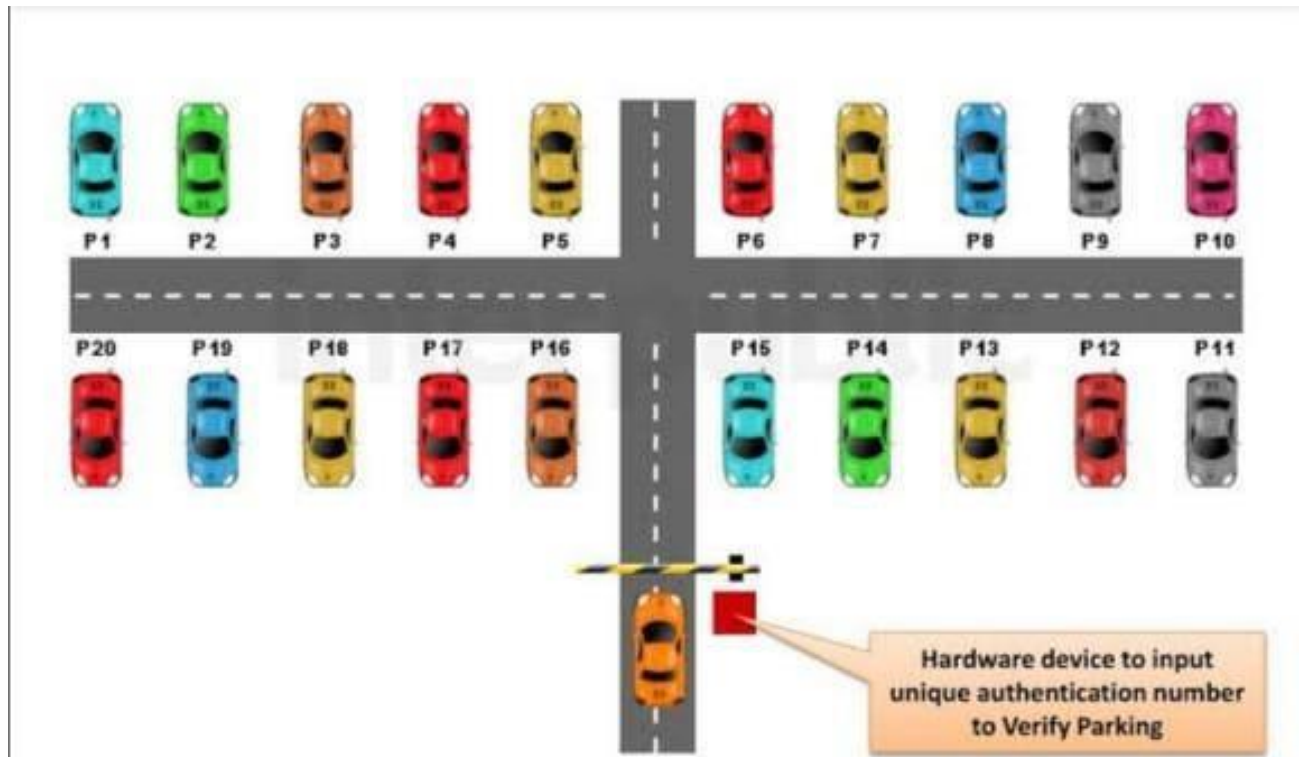 P1 P2 P3 P4 P5 P6 P7 P8 P9 P10
P20 P19 P18 P17 P16 P15 P14 P13 P12 P11
Hardware device to input
unique authentication number
to Verify Parking